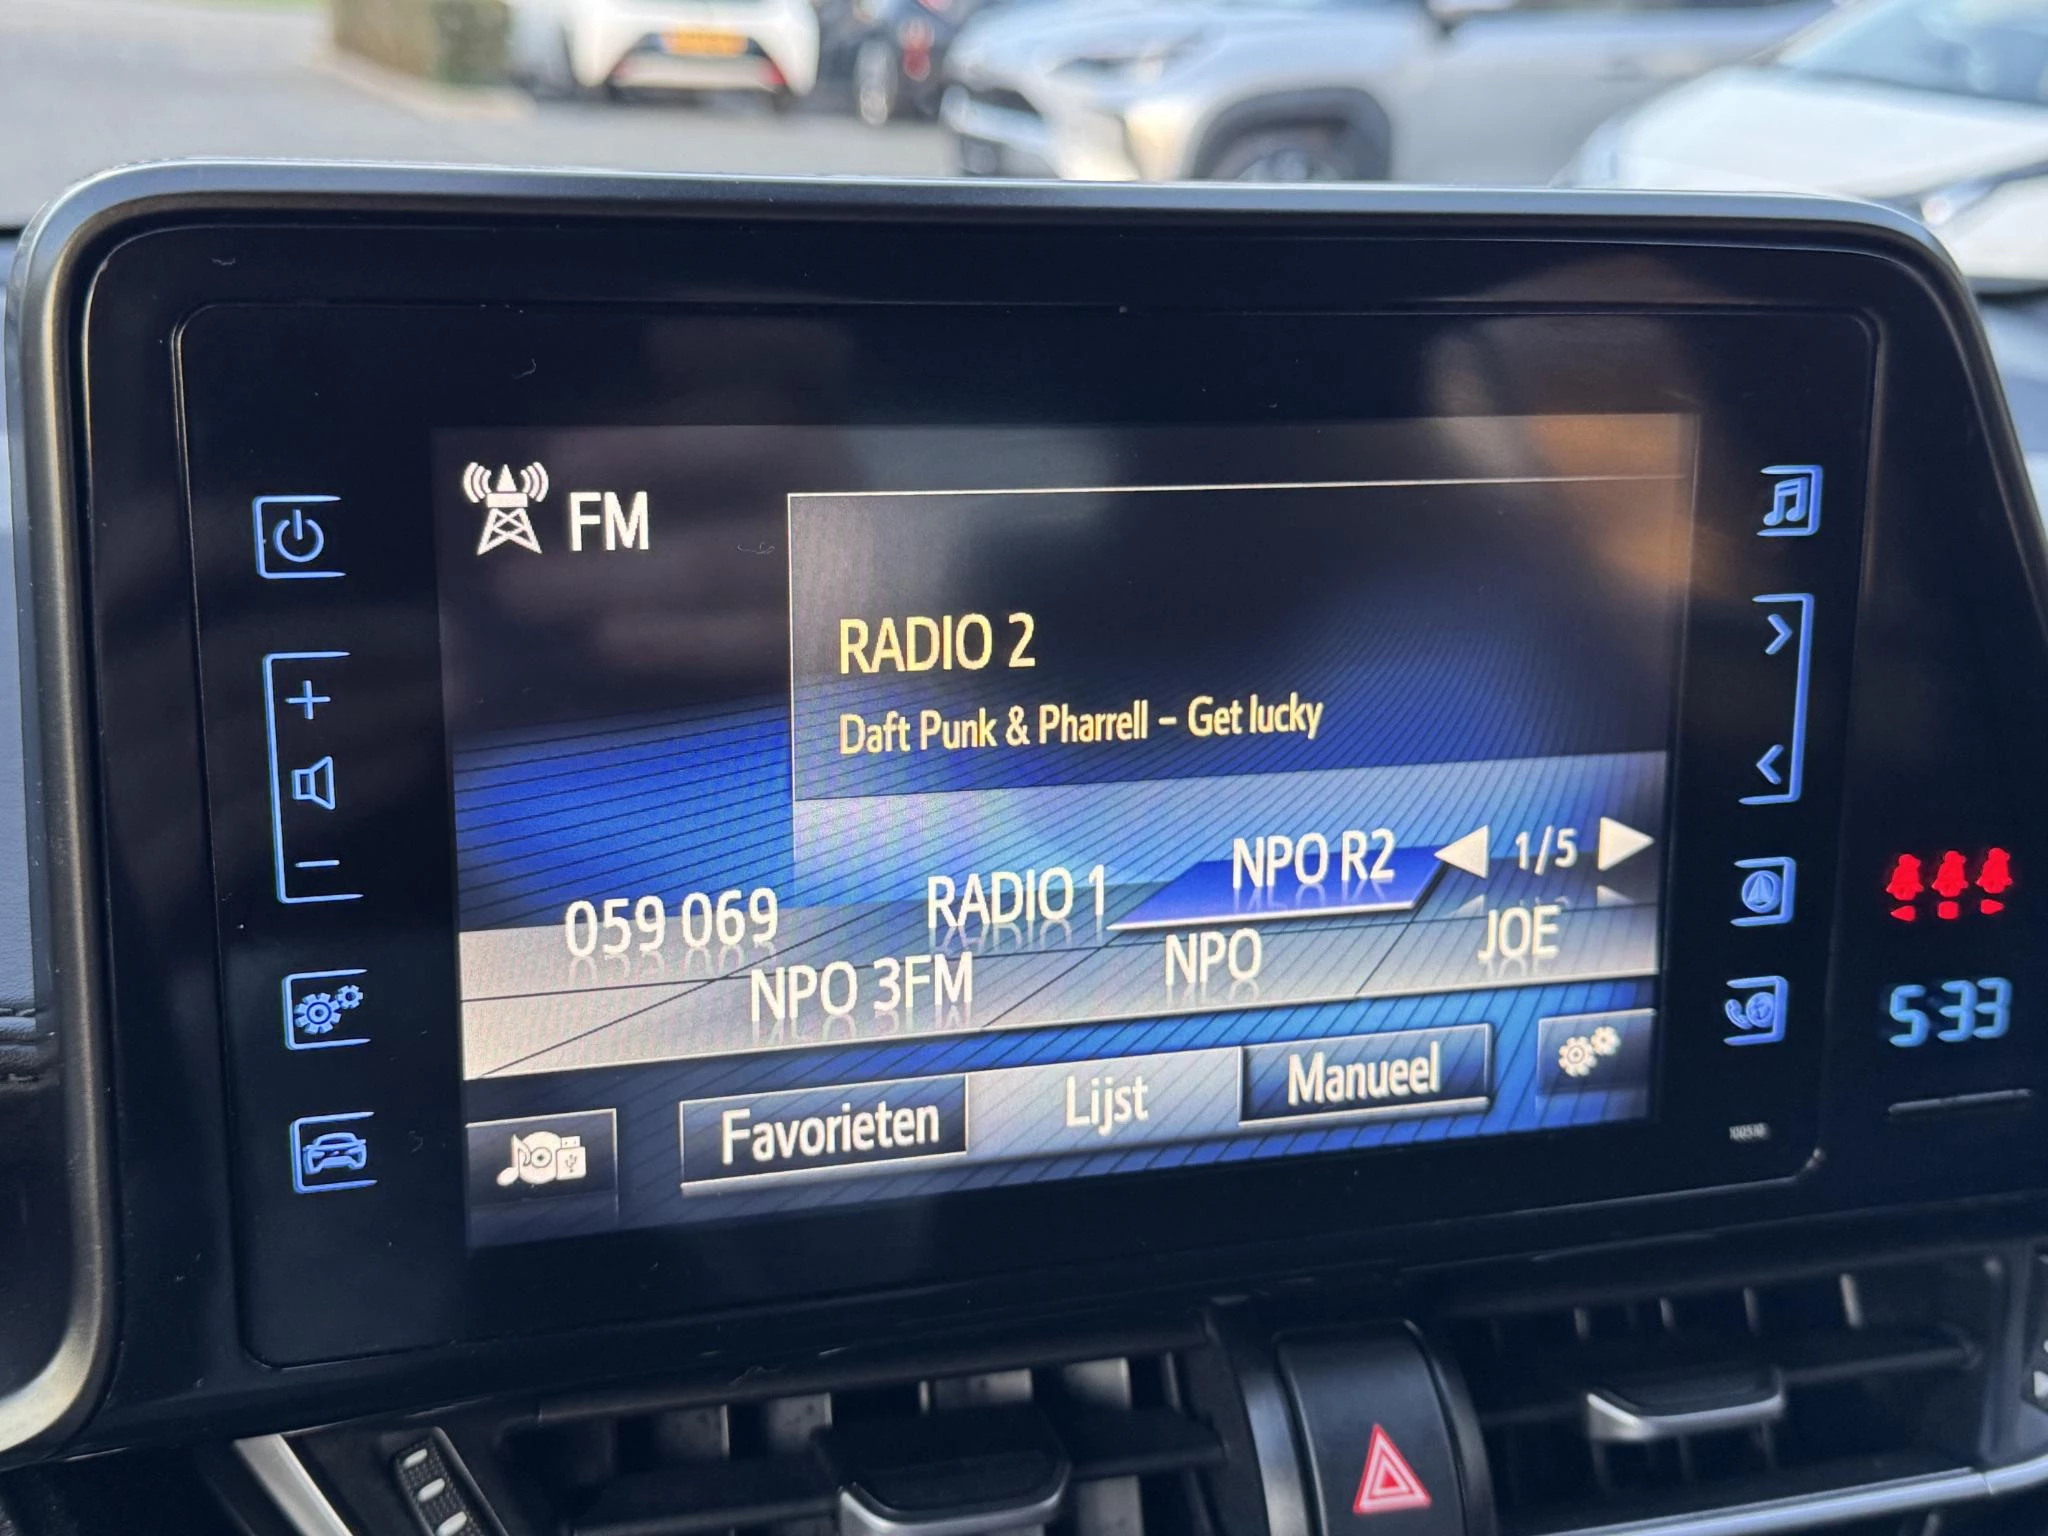 FM
RADIO 2
Daft Punk & Pharrell – Get lucky
059 069
RADIO 1
NPO R2
1/5
NPO 3FM
NPO
JOE
Favorieten
Lijst
Manueel
5:33
100510